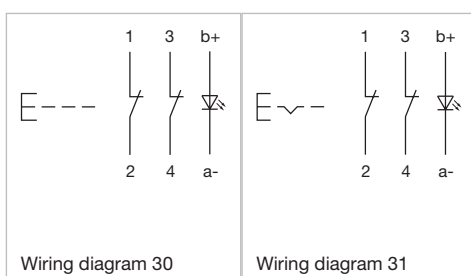 1 3 b+ 1 3 b+
2 4 a- 2 4 a-
Wiring diagram 30 Wiring diagram 31